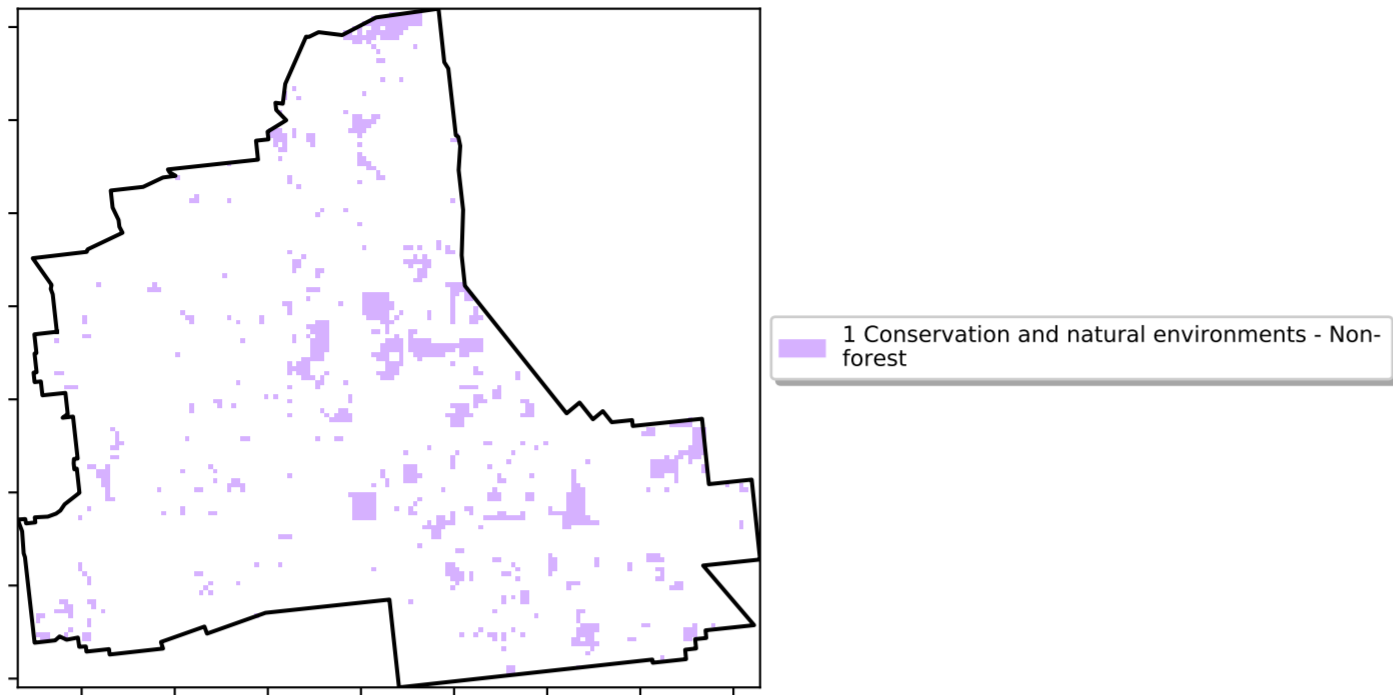 1 Conservation and natural environments - Non-
forest